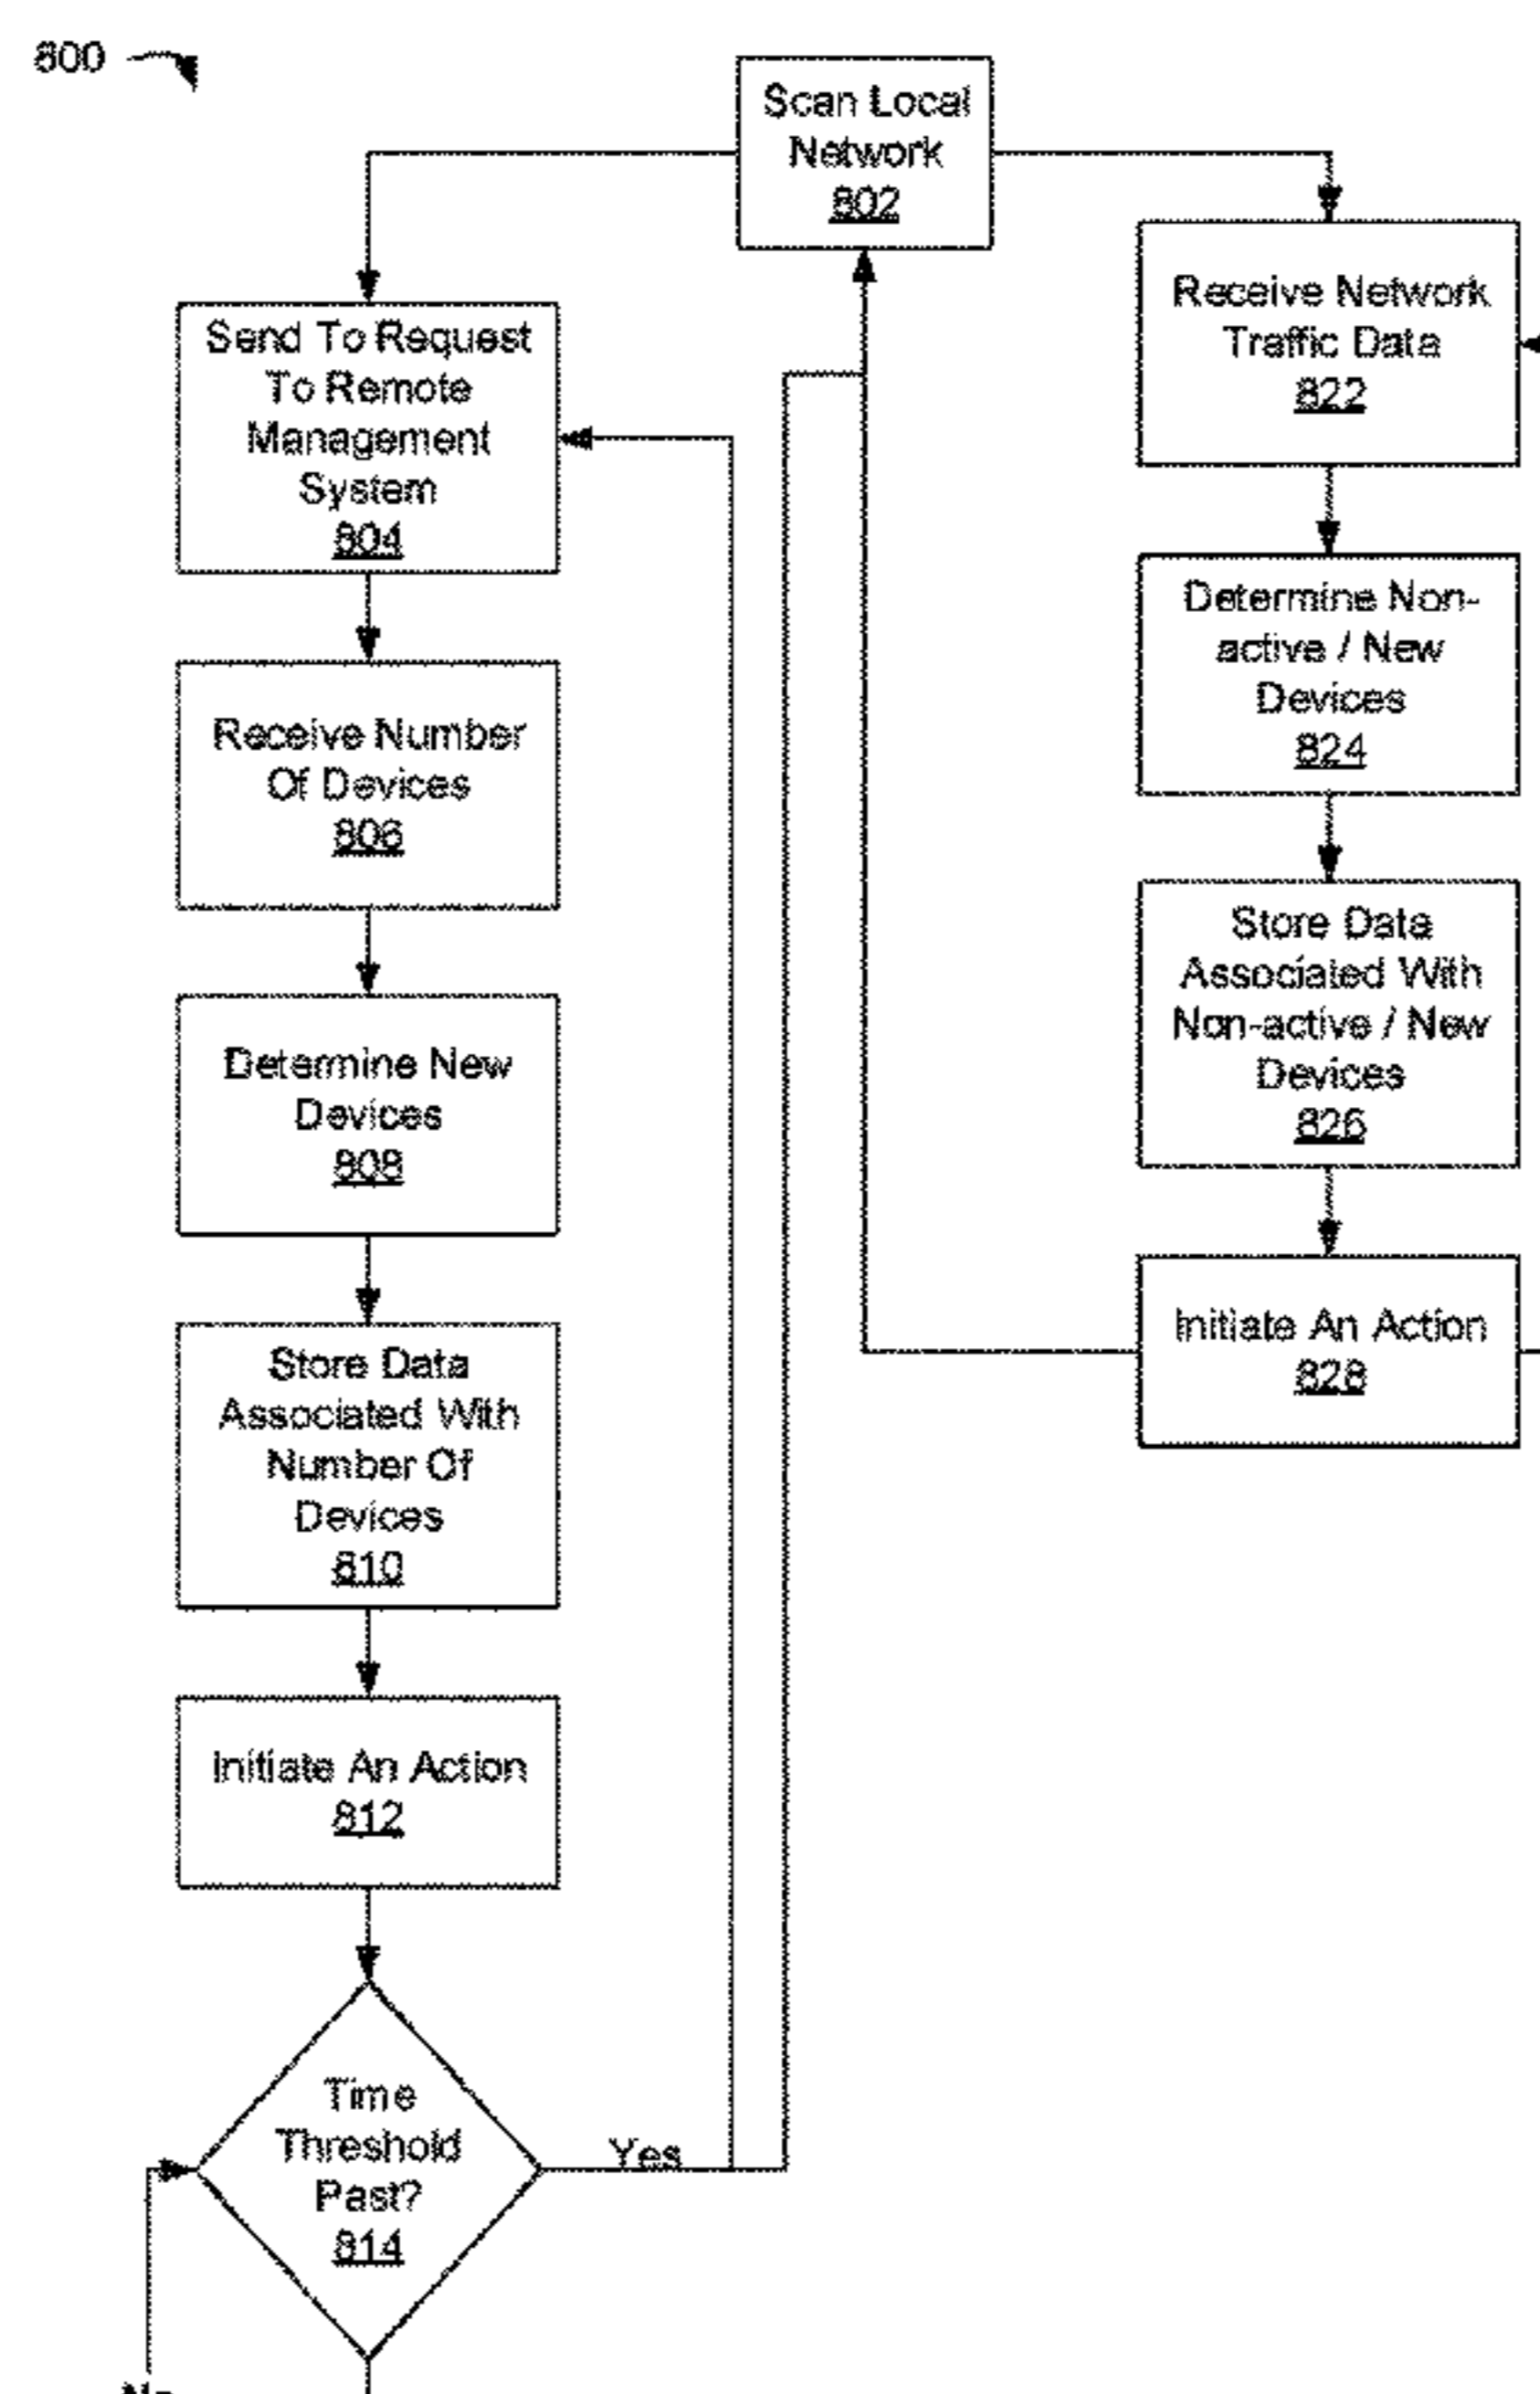 800
Scan Local
Network
802
Send To Request
To Remote
Management
System
804
Receive Number
Of Devices
806
Determine New
Devices
808
Store Data
Associated With
Number Of
Devices
810
Initiate An Action
812
Time
Threshold
Past?
814
Yes
No
Receive Network
Traffic Data
822
Determine Non-
active / New
Devices
824
Store Data
Associated With
Non-active / New
Devices
826
Initiate An Action
828